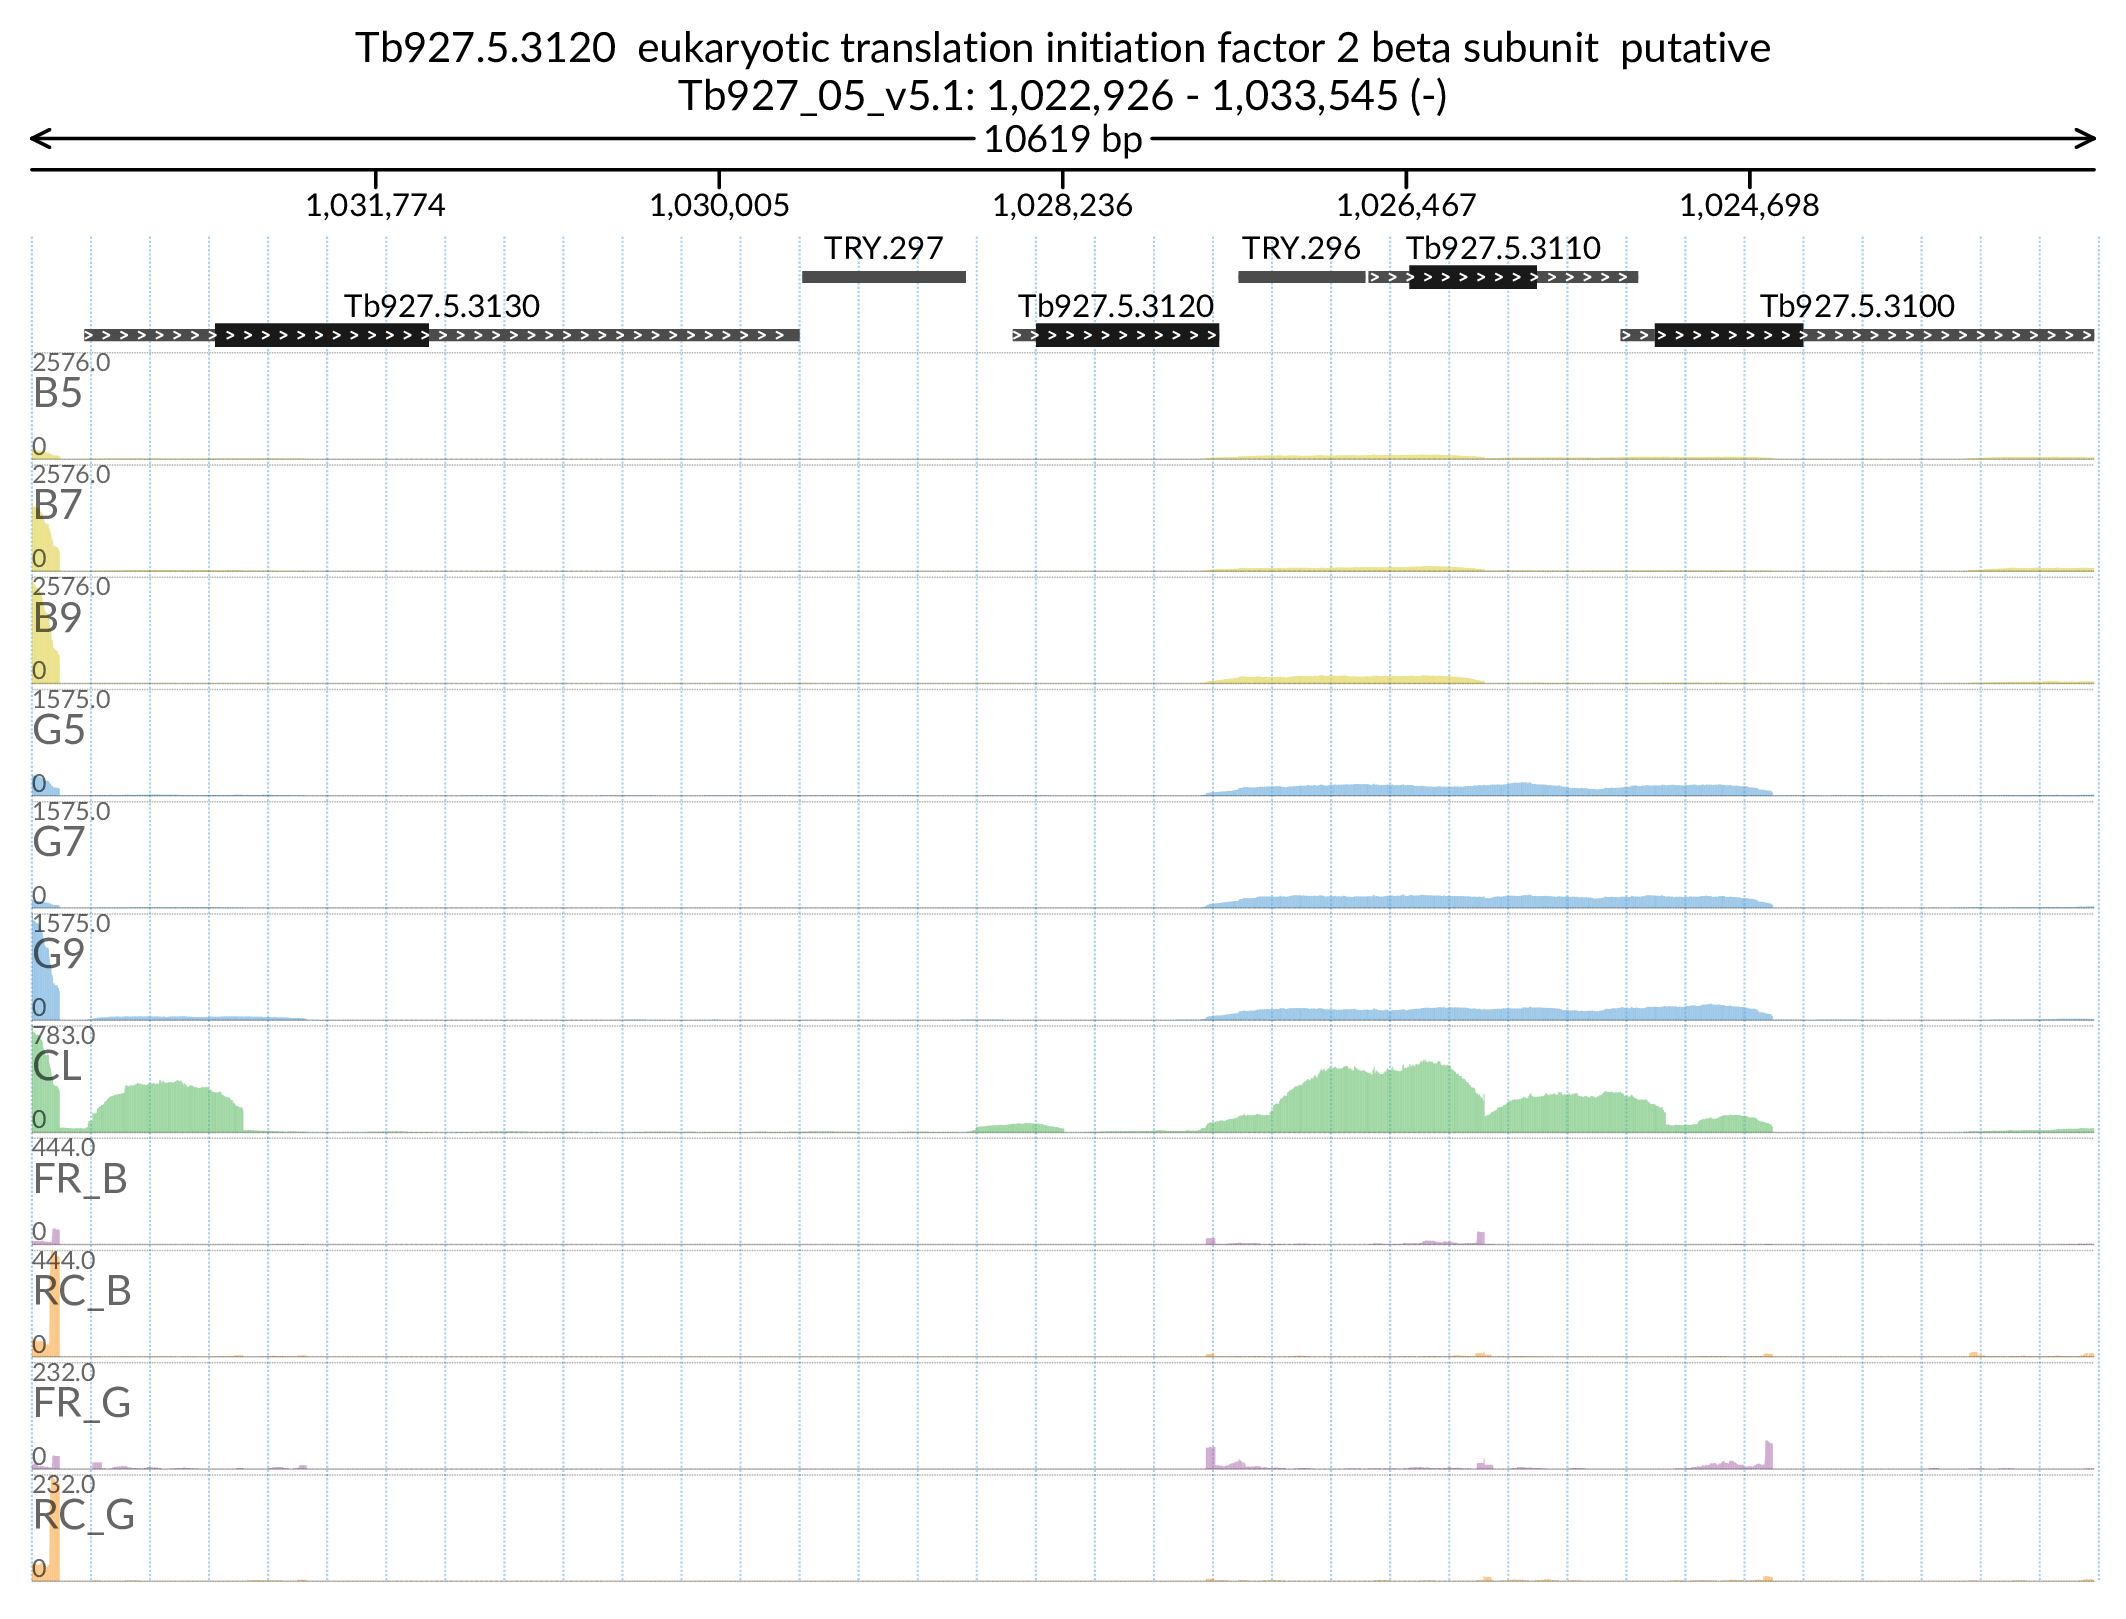 Tb927.5.3120  eukaryotic translation initiation factor 2 beta subunit  putative
Tb927_05_v5.1: 1,022,926 - 1,033,545 (-)
10619 bp
1,031,774 1,030,005 1,028,236 1,026,467 1,024,698
TRY.297 TRY.296 Tb927.5.3110
Tb927.5.3130 Tb927.5.3120 Tb927.5.3100
2576.0
B5
0
2576.0
B7
0
2576.0
B9
0
1575.0
G5
0
1575.0
G7
0
1575.0
G9
0
783.0
CL
0
444.0
FR_B
0
444.0
RC_B
0
232.0
FR_G
0
232.0
RC_G
0